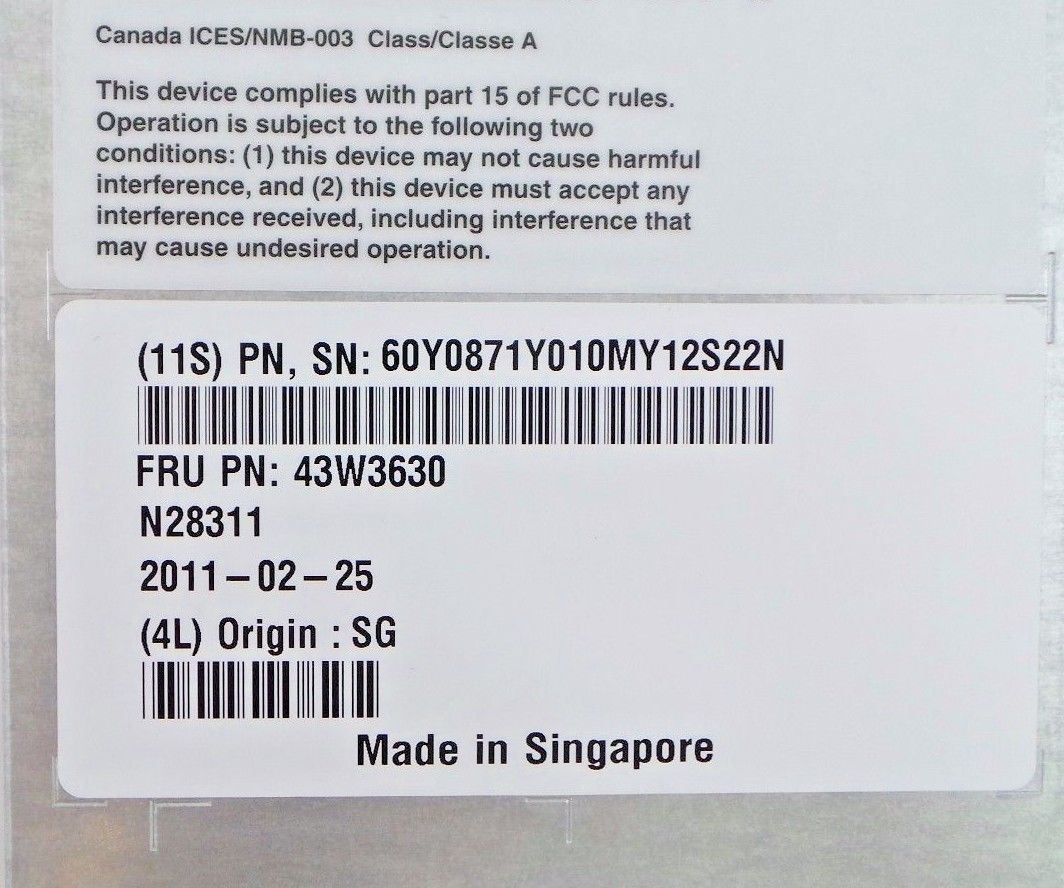 Canada ICES/NMB-003 Class/Classe A
This device complies with part 15 of FCC rules.
Operation is subject to the following two
conditions: (1) this device may not cause harmful
interference, and (2) this device must accept any
interference received, including interference that
may cause undesired operation.
(11S) PN, SN: 60Y0871Y010MY12S22N
FRU PN: 43W3630
N28311
2011-02-25
(4L) Origin : SG
Made in Singapore